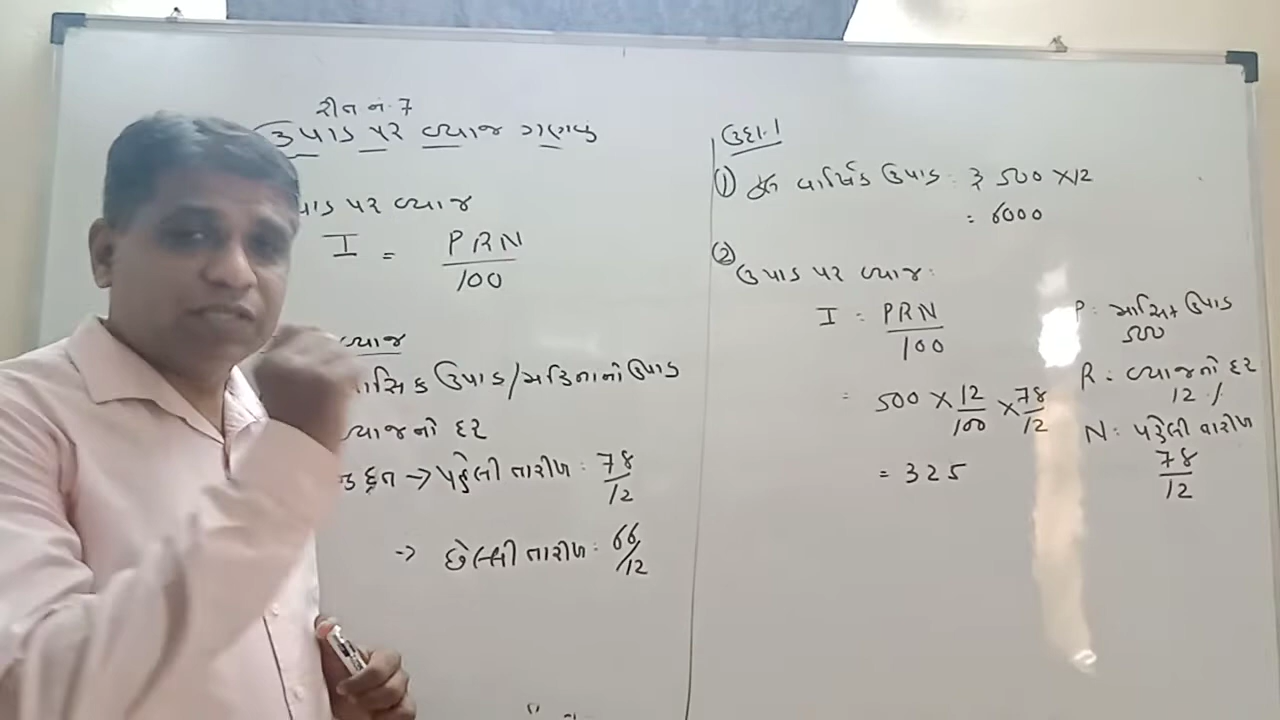 રીત નં. 7
ઉપાડ પર વ્યાજ ગણવું
પાડ પર વ્યાજ
I = PRN / 100
વ્યાજ
માસિક ઉપાડ/મહિનાનો ઉપાડ
વ્યાજનો દર
મુદ્દત → પહેલી તારીખ : 78/12
→ છેલ્લી તારીખ : 66/12
ઉદા. 1
① કુલ વાર્ષિક ઉપાડ : ₹ 500 × 12
= 6000
② ઉપાડ પર વ્યાજ :
I = PRN / 100
= 500 × 12/100 × 78/12
= 325
P : માસિક ઉપાડ
500
R : વ્યાજનો દર
12 %
N : પહેલી તારીખ
78/12